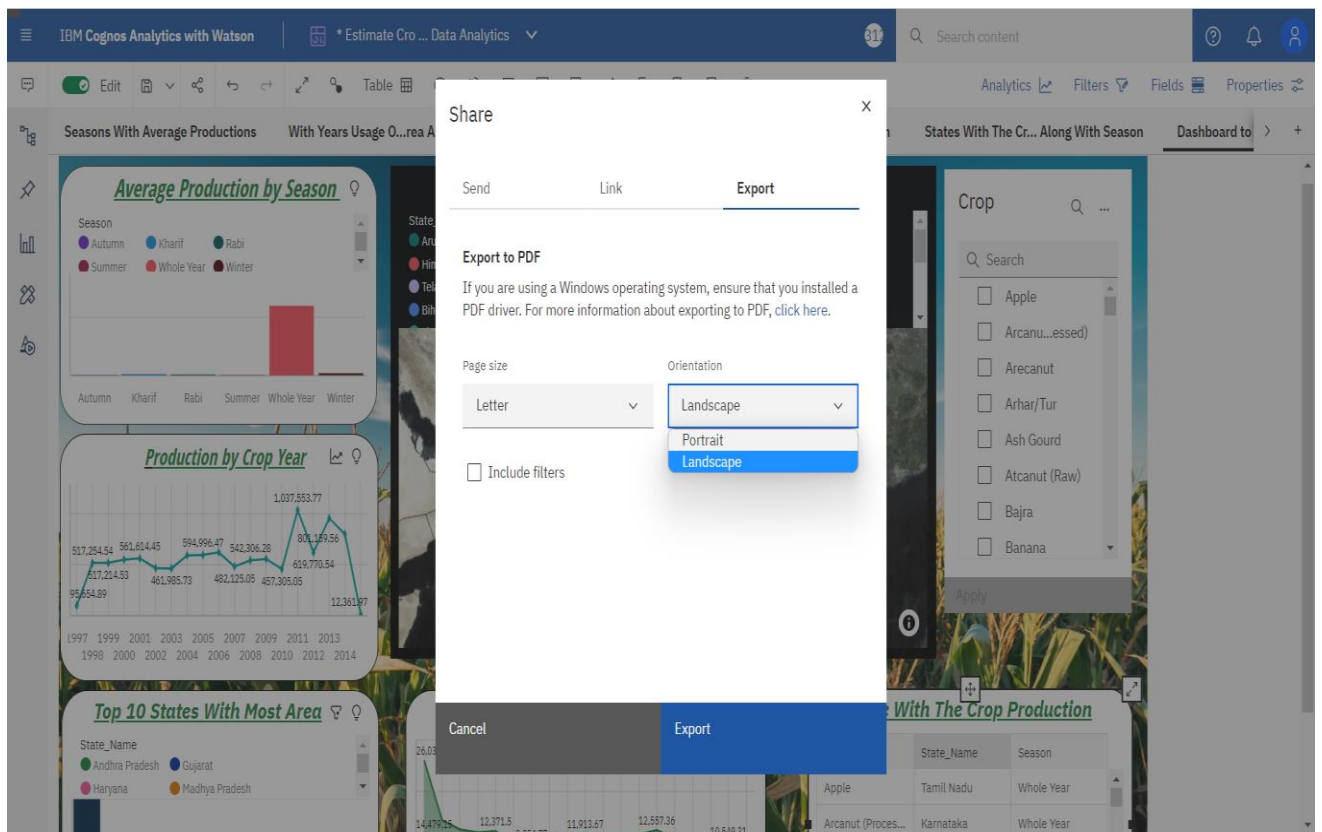 IBM Cognos Analytics with Watson
* Estimate Cro ... Data Analytics
Search content
Edit
Table
Analytics
Filters
Fields
Properties
Seasons With Average Productions
With Years Usage O...rea A
States With The Cr... Along With Season
Dashboard to
Share
X
Send
Link
Export
Export to PDF
If you are using a Windows operating system, ensure that you installed a
PDF driver. For more information about exporting to PDF, click here.
Page size
Orientation
Letter
Landscape
Portrait
Landscape
Include filters
Cancel
Export
Average Production by Season
Season
Autumn
Kharif
Rabi
Summer
Whole Year
Winter
Autumn Kharif Rabi Summer Whole Year Winter
Production by Crop Year
1,037,553.77
517,254.54 561,614.45 594,996.47 542,306.28 801,159.56
517,214.53 461,985.73 482,125.05 457,305.05 619,770.54
95,654.89
12,361.97
1997 1999 2001 2003 2005 2007 2009 2011 2013
1998 2000 2002 2004 2006 2008 2010 2012 2014
Top 10 States With Most Area
State_Name
Andhra Pradesh
Gujarat
Haryana
Madhya Pradesh
State
Aru
Him
Tel
Bih
26,03
14,479.15 12,371.5 11,913.67 12,557.36
Crop
...
Search
Apple
Arcanu...essed)
Arecanut
Arhar/Tur
Ash Gourd
Atcanut (Raw)
Bajra
Banana
Apply
With The Crop Production
State_Name
Season
Apple Tamil Nadu Whole Year
Arcanut (Proces... Karnataka Whole Year